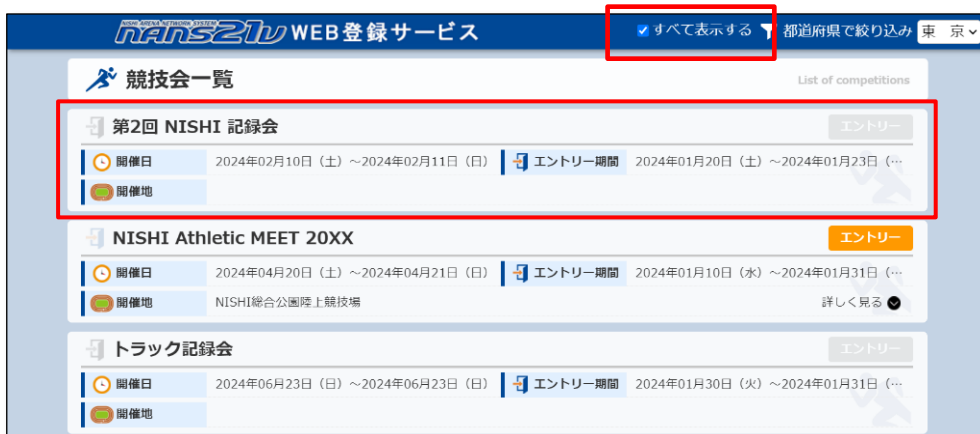 NISHI ARENA NETWORK SYSTEM
nans21V WEB登録サービス
すべて表示する 都道府県で絞り込み 東 京
競技会一覧 List of competitions
第2回 NISHI 記録会 エントリー
開催日 2024年02月10日（土）～2024年02月11日（日） エントリー期間 2024年01月20日（土）～2024年01月23日（…
開催地
NISHI Athletic MEET 20XX エントリー
開催日 2024年04月20日（土）～2024年04月21日（日） エントリー期間 2024年01月10日（水）～2024年01月31日（…
開催地 NISHI総合公園陸上競技場 詳しく見る
トラック記録会 エントリー
開催日 2024年06月23日（日）～2024年06月23日（日） エントリー期間 2024年01月30日（火）～2024年01月31日（…
開催地